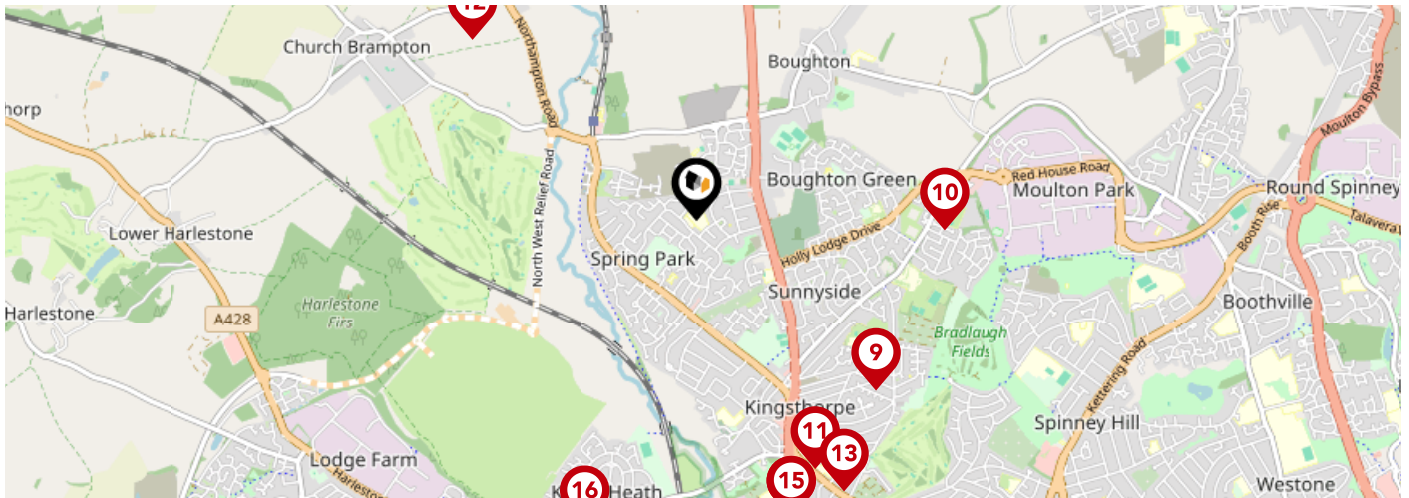 12
Church Brampton
Northampton Road
Boughton
Moulton Bypass
horp
North West Relief Road
Boughton Green
10
Red House Road
Moulton Park
Round Spinney
Talavera
Booth Rise
Lower Harlestone
Holly Lodge Drive
Spring Park
Sunnyside
Harlestone
Firs
Harlestone
A428
Boothville
Bradlaugh
Fields
9
Kettering Road
Kingsthorpe
11
Spinney Hill
13
Lodge Farm
15
Harleston
16
K
Heath
Westone